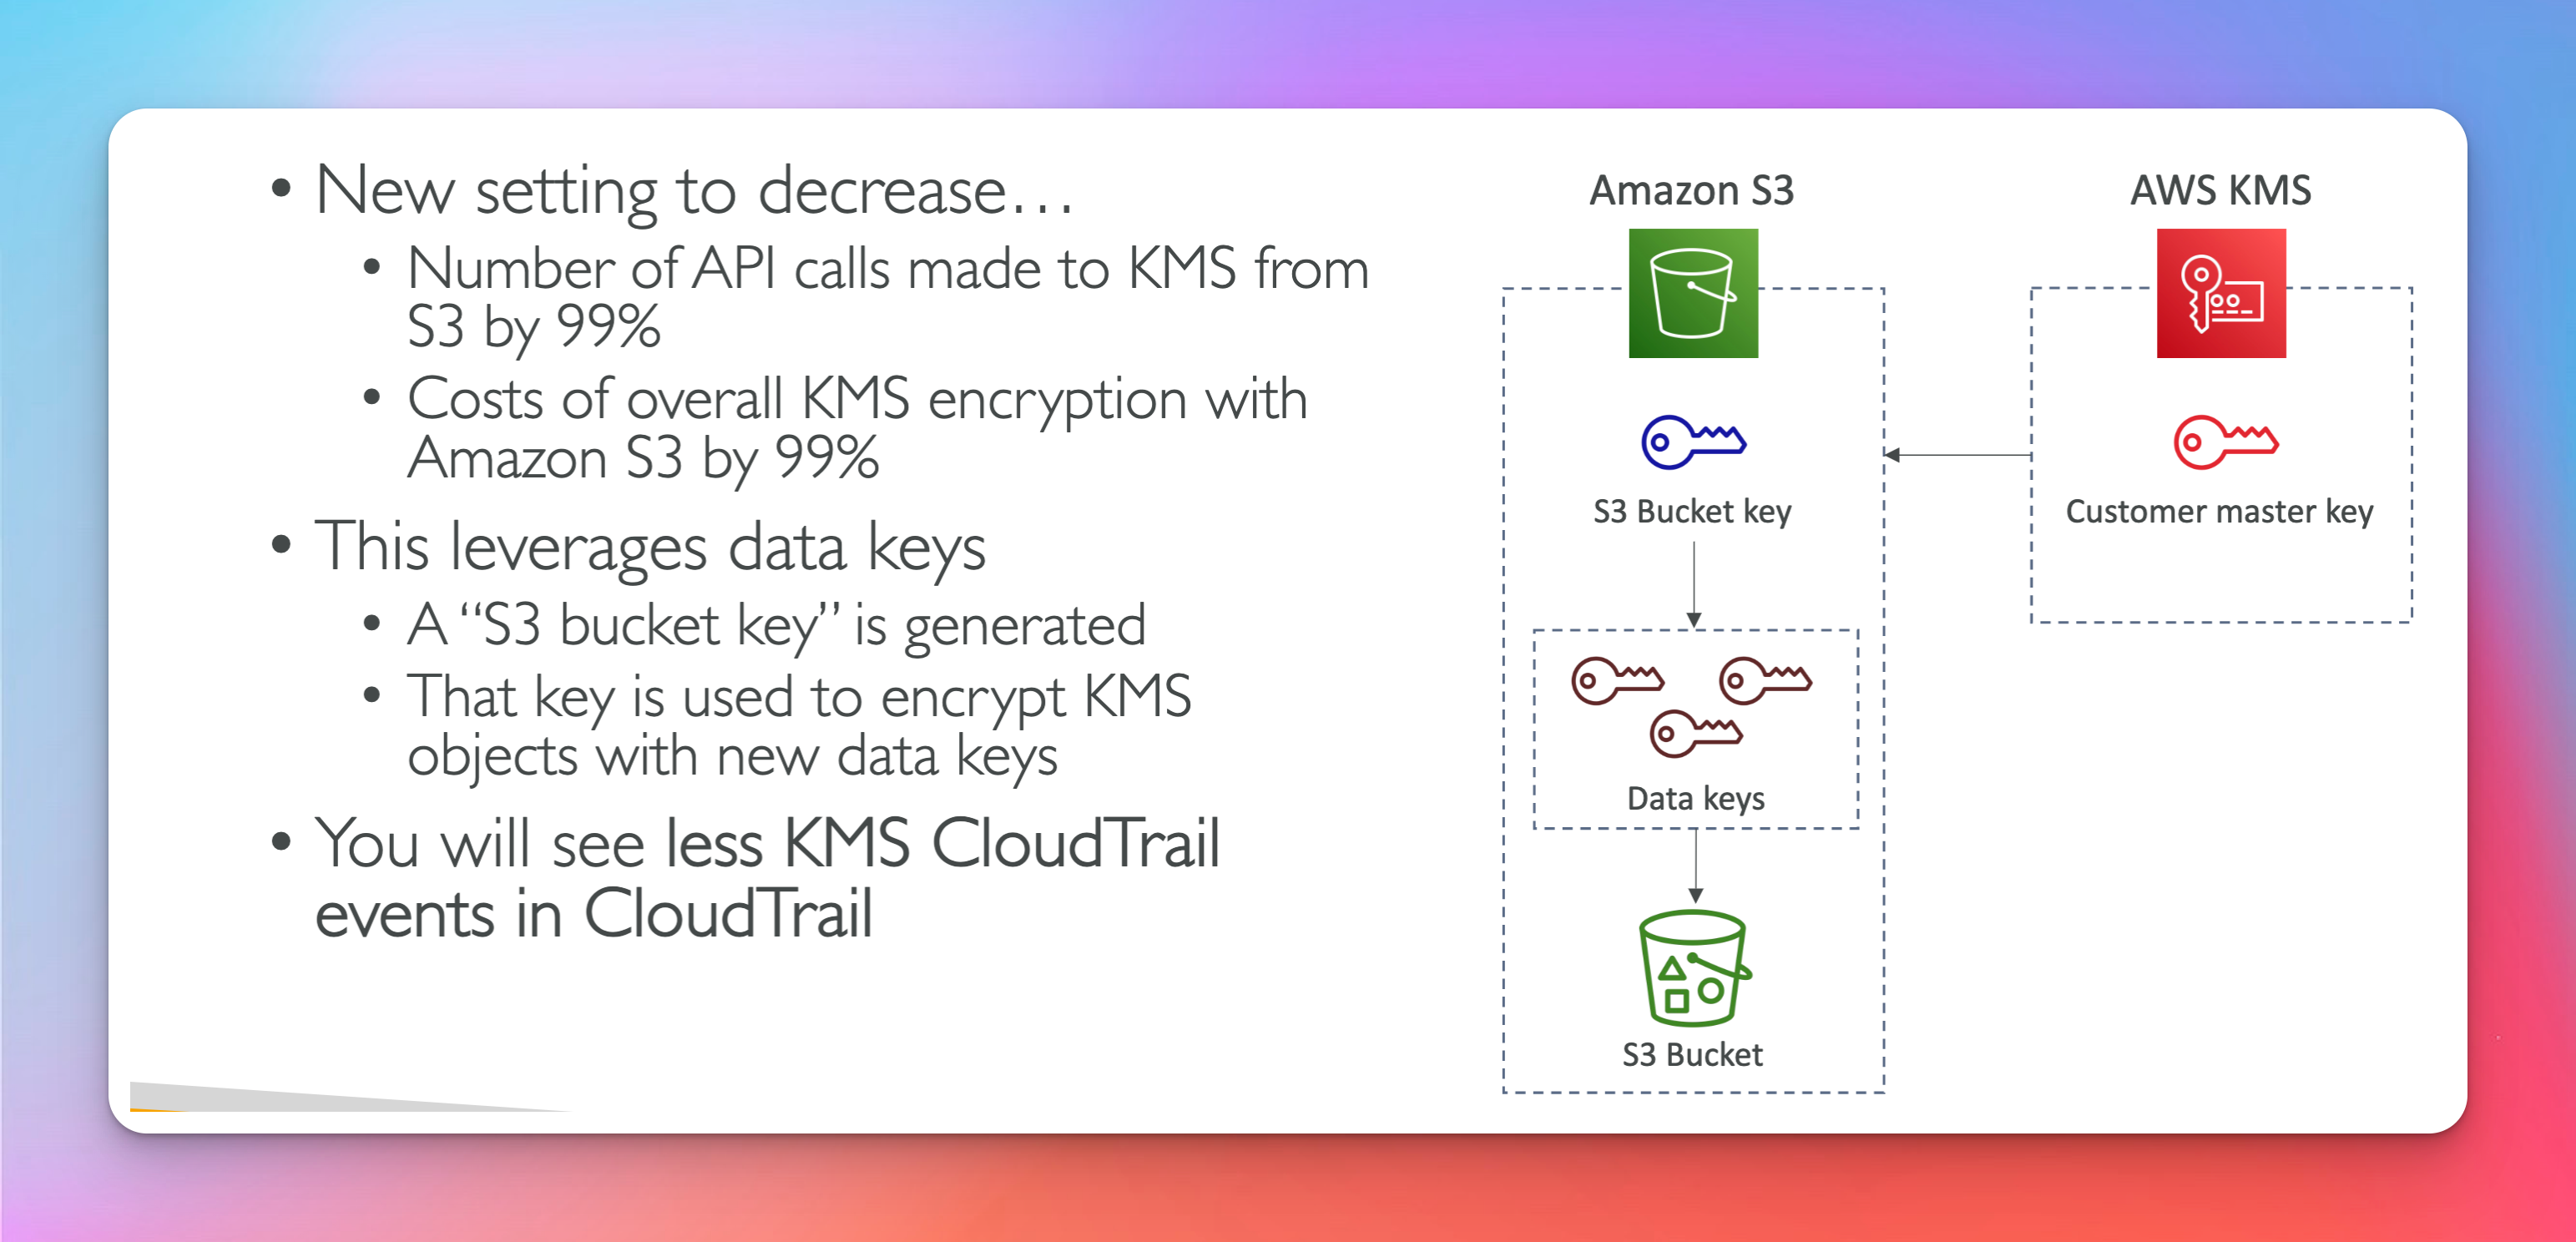 • New setting to decrease…
• Number of API calls made to KMS from
S3 by 99%
• Costs of overall KMS encryption with
Amazon S3 by 99%
• This leverages data keys
• A “S3 bucket key” is generated
• That key is used to encrypt KMS
objects with new data keys
• You will see less KMS CloudTrail
events in CloudTrail
Amazon S3
S3 Bucket key
Data keys
S3 Bucket
AWS KMS
Customer master key